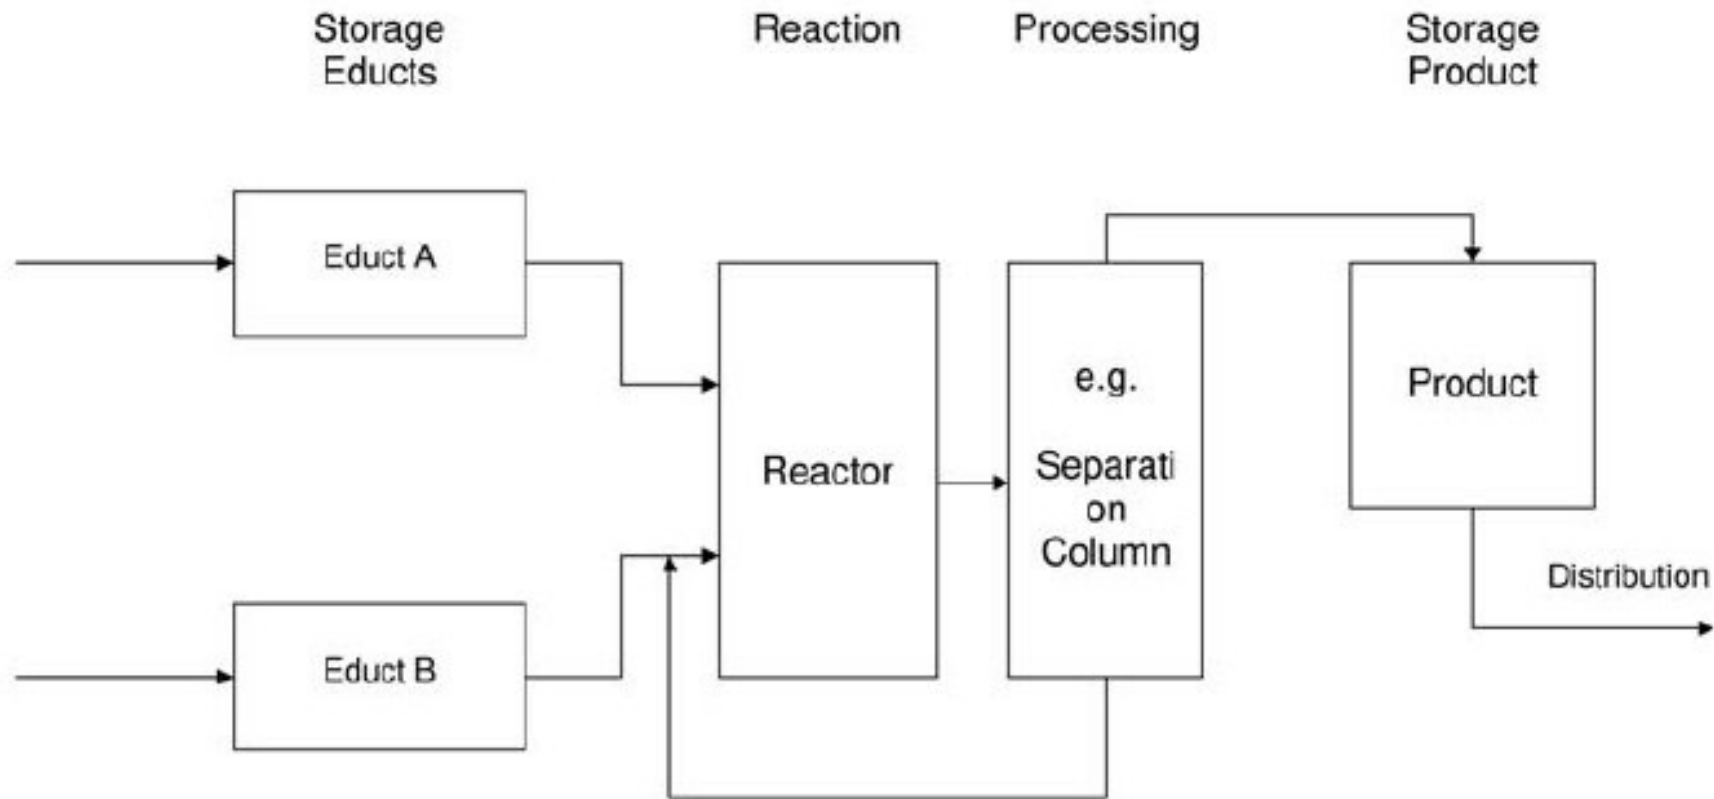 Storage
Educts
Reaction
Processing
Storage
Product
Educt A
Educt B
Reactor
e.g.
Separati
on
Column
Product
Distribution